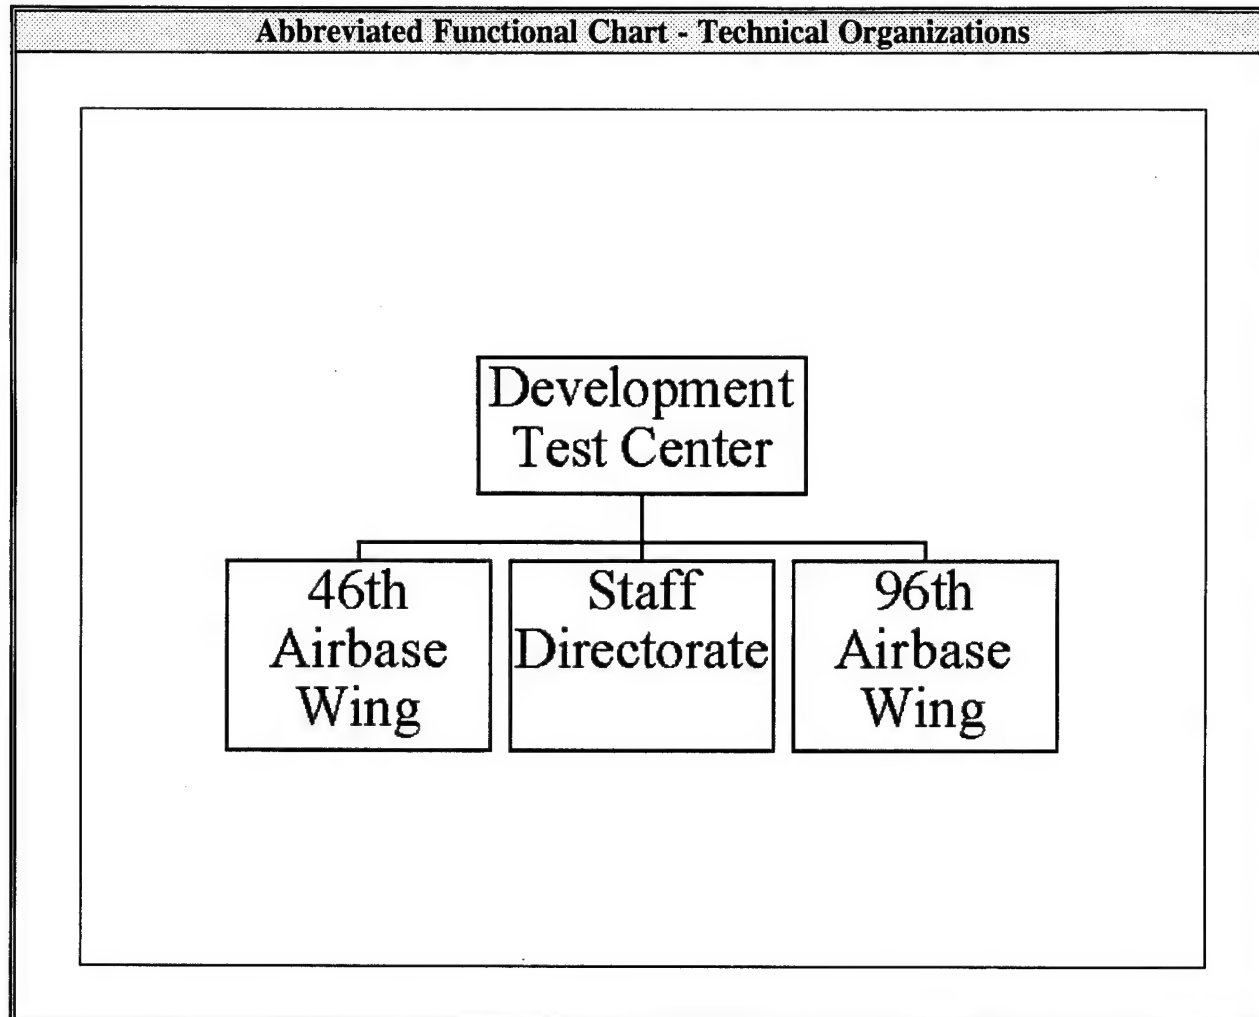 Abbreviated Functional Chart - Technical Organizations
Development
Test Center
46th
Airbase
Wing
Staff
Directorate
96th
Airbase
Wing